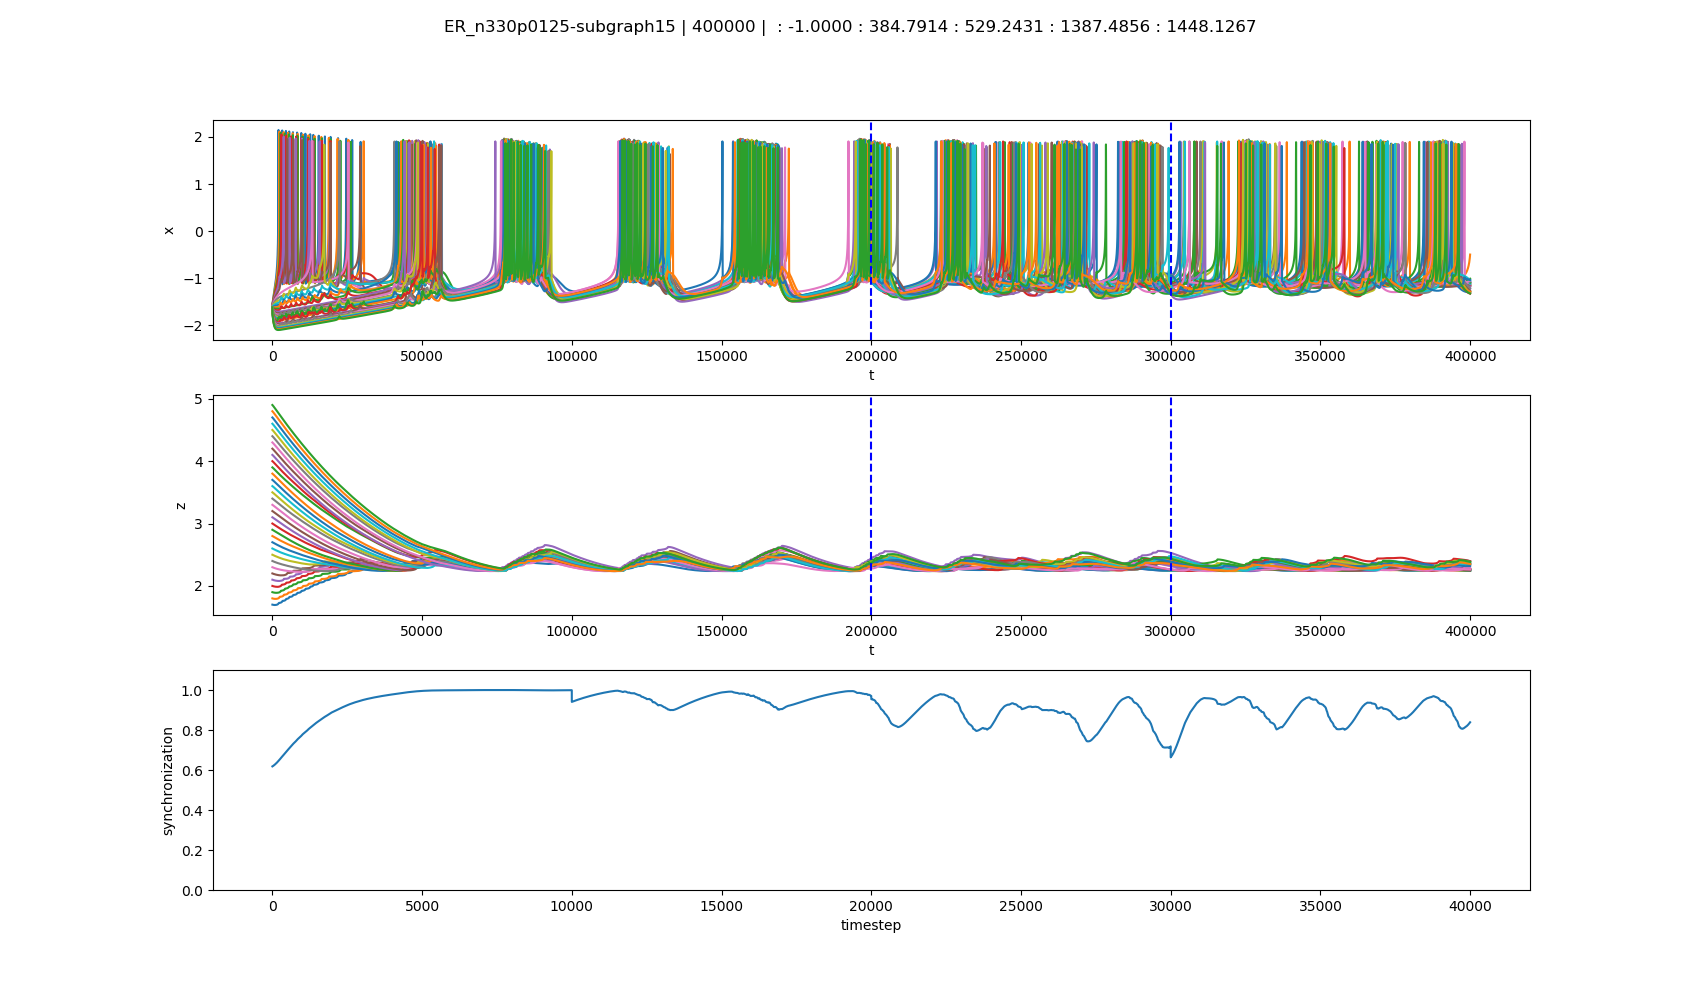 ER_n330p0125-subgraph15 | 400000 |  : -1.0000 : 384.7914 : 529.2431 : 1387.4856 : 1448.1267
2
1
0
−1
−2
x
0 50000 100000 150000 200000 250000 300000 350000 400000
t
5
4
3
2
z
0 50000 100000 150000 200000 250000 300000 350000 400000
t
1.0
0.8
0.6
0.4
0.2
0.0
synchronization
0 5000 10000 15000 20000 25000 30000 35000 40000
timestep